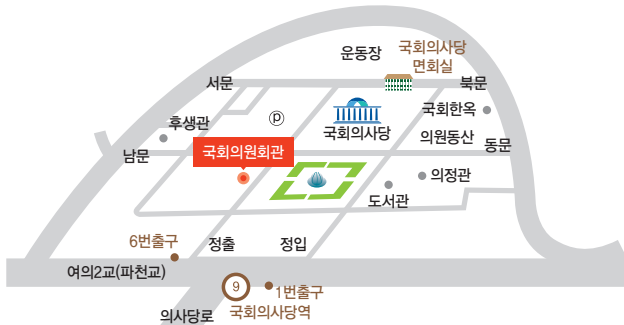 운동장
국회의사당
면회실
서문
북문
국회한옥
ⓟ
후생관
국회의사당
의원동산
동문
남문
국회의원회관
의정관
도서관
6번출구
정출
정입
여의2교(파천교)
9
1번출구
국회의사당역
의사당로